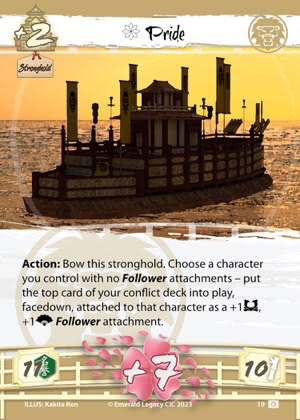 +2
Pride
Stronghold
Action: Bow this stronghold. Choose a character
you control with no Follower attachments – put
the top card of your conflict deck into play,
facedown, attached to that character as a +1,
+1 Follower attachment.
11
+7
10
ILLUS: Kakita Ren
© Emerald Legacy CIC 2023
19